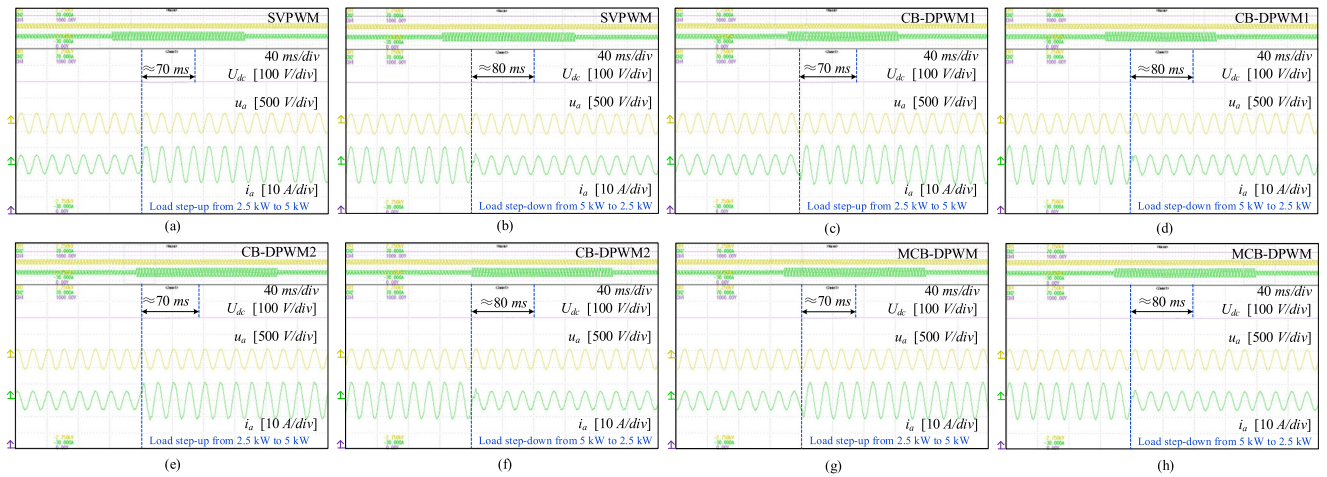 SVPWM
40 ms/div
≈70 ms
U_dc [100 V/div]
u_a [500 V/div]
i_a [10 A/div]
Load step-up from 2.5 kW to 5 kW
(a)
SVPWM
40 ms/div
≈80 ms
U_dc [100 V/div]
u_a [500 V/div]
i_a [10 A/div]
Load step-down from 5 kW to 2.5 kW
(b)
CB-DPWM1
40 ms/div
≈70 ms
U_dc [100 V/div]
u_a [500 V/div]
i_a [10 A/div]
Load step-up from 2.5 kW to 5 kW
(c)
CB-DPWM1
40 ms/div
≈80 ms
U_dc [100 V/div]
u_a [500 V/div]
i_a [10 A/div]
Load step-down from 5 kW to 2.5 kW
(d)
CB-DPWM2
40 ms/div
≈70 ms
U_dc [100 V/div]
u_a [500 V/div]
i_a [10 A/div]
Load step-up from 2.5 kW to 5 kW
(e)
CB-DPWM2
40 ms/div
≈80 ms
U_dc [100 V/div]
u_a [500 V/div]
i_a [10 A/div]
Load step-down from 5 kW to 2.5 kW
(f)
MCB-DPWM
40 ms/div
≈70 ms
U_dc [100 V/div]
u_a [500 V/div]
i_a [10 A/div]
Load step-up from 2.5 kW to 5 kW
(g)
MCB-DPWM
40 ms/div
≈80 ms
U_dc [100 V/div]
u_a [500 V/div]
i_a [10 A/div]
Load step-down from 5 kW to 2.5 kW
(h)